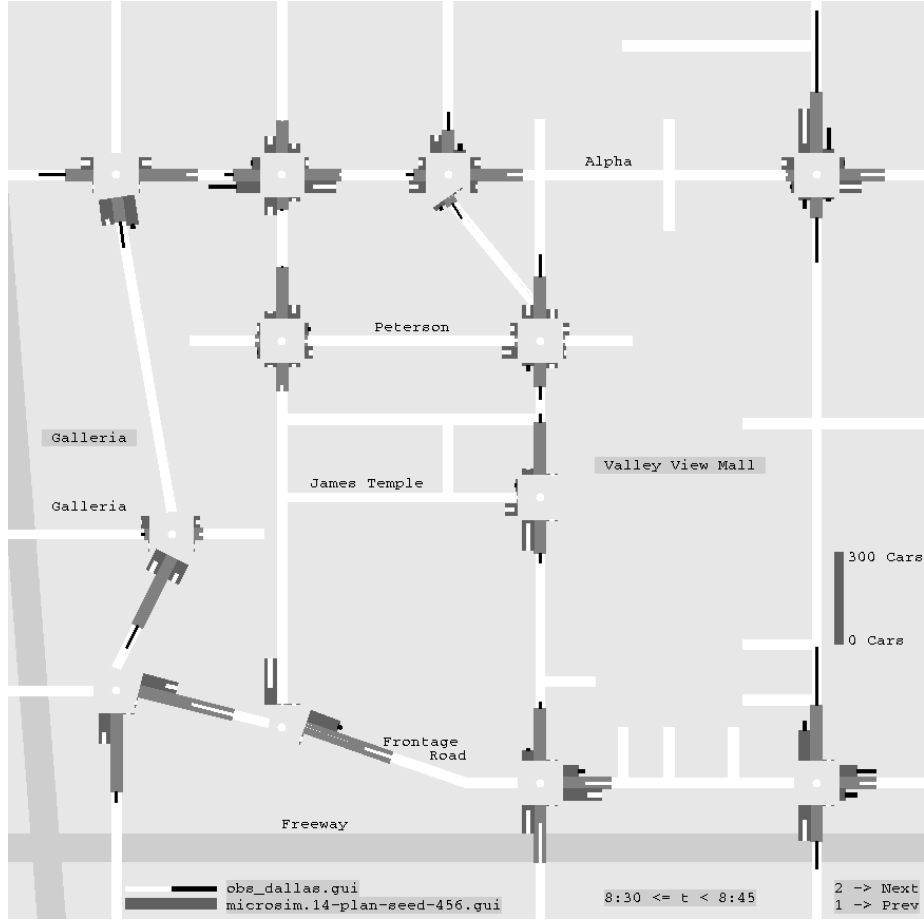 Alpha
Peterson
Galleria
Valley View Mall
James Temple
Galleria
300 Cars
0 Cars
Frontage
Road
Freeway
obs_dallas.gui
microsim.14-plan-seed-456.gui
8:30 <= t < 8:45
2 -> Next
1 -> Prev